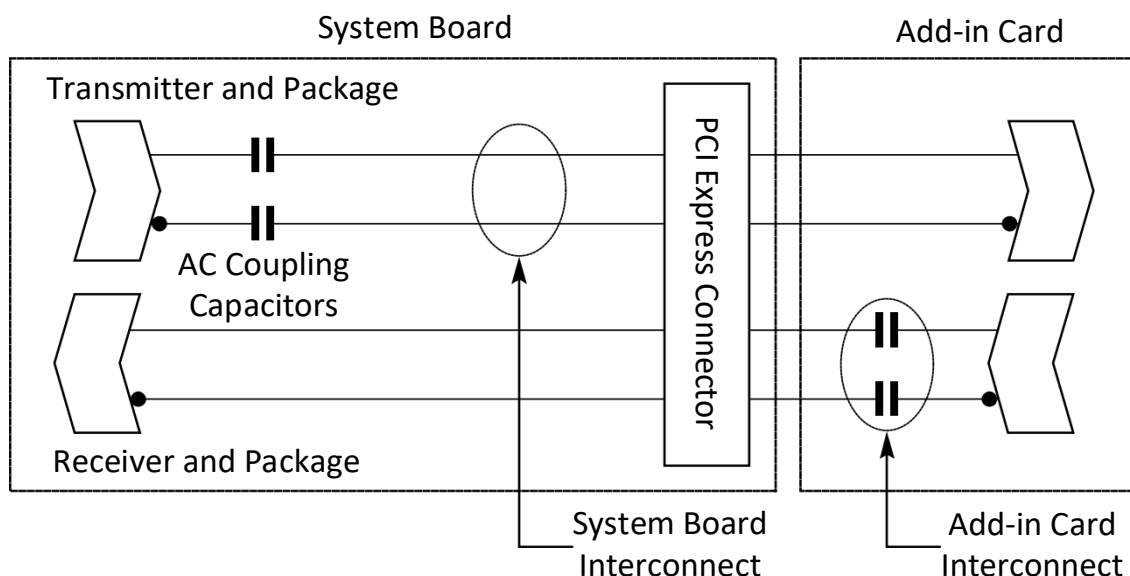 System Board
Add-in Card
Transmitter and Package
PCI Express Connector
AC Coupling
Capacitors
Receiver and Package
System Board
Interconnect
Add-in Card
Interconnect